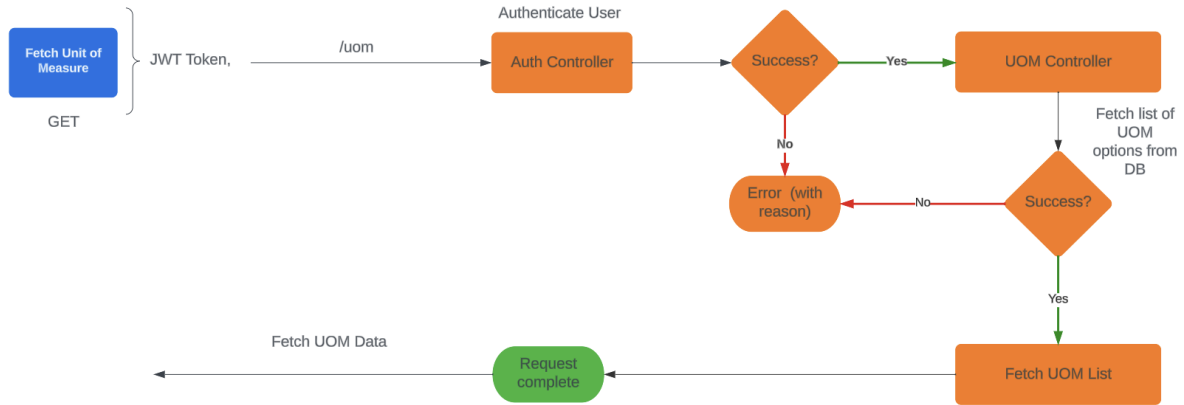 Fetch Unit of
Measure
GET
JWT Token,
/uom
Authenticate User
Auth Controller
Success?
Yes
UOM Controller
No
Error (with
reason)
Fetch list of
UOM
options from
DB
Success?
No
Yes
Fetch UOM List
Request
complete
Fetch UOM Data